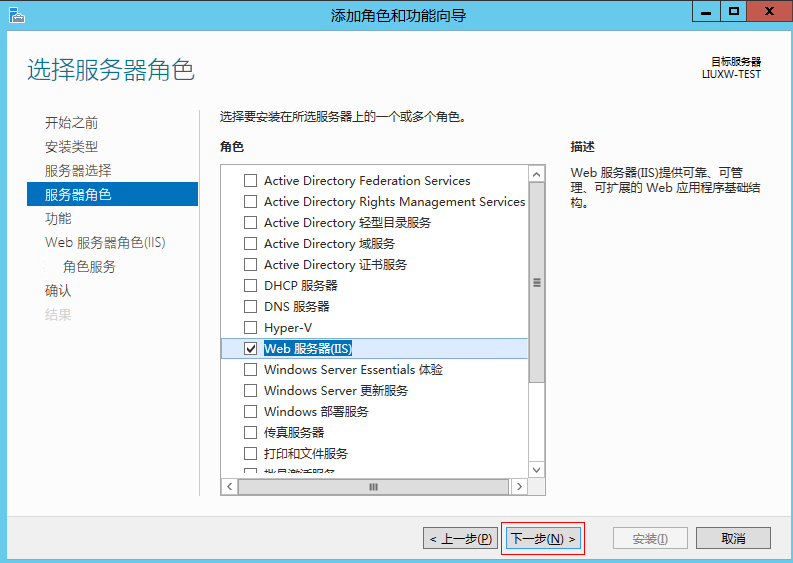 添加角色和功能向导
选择服务器角色
目标服务器
LIUXW-TEST
开始之前
安装类型
服务器选择
服务器角色
功能
Web 服务器角色(IIS)
角色服务
确认
结果
选择要安装在所选服务器上的一个或多个角色。
角色
Active Directory Federation Services
Active Directory Rights Management Services
Active Directory 轻型目录服务
Active Directory 域服务
Active Directory 证书服务
DHCP 服务器
DNS 服务器
Hyper-V
Web 服务器(IIS)
Windows Server Essentials 体验
Windows Server 更新服务
Windows 部署服务
传真服务器
打印和文件服务
批量激活服务
描述
Web 服务器(IIS)提供可靠、可管
理、可扩展的 Web 应用程序基础结
构。
< 上一步(P)
下一步(N) >
安装(I)
取消